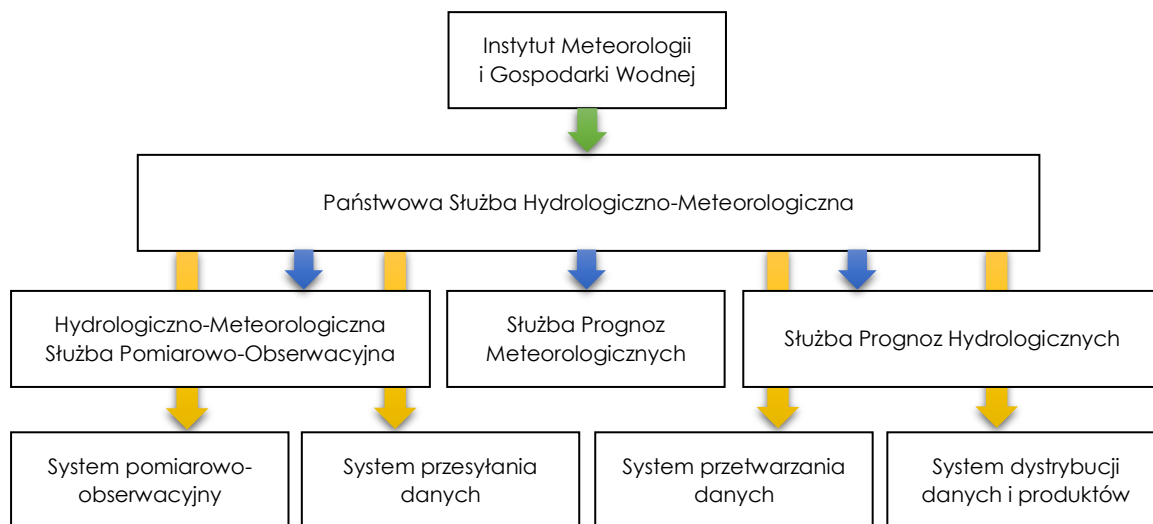 Instytut Meteorologii
i Gospodarki Wodnej
Państwowa Służba Hydrologiczno-Meteorologiczna
Hydrologiczno-Meteorologiczna
Służba Pomiarowo-Obserwacyjna
Służba Prognoz
Meteorologicznych
Służba Prognoz Hydrologicznych
System pomiarowo-
obserwacyjny
System przesyłania
danych
System przetwarzania
danych
System dystrybucji
danych i produktów